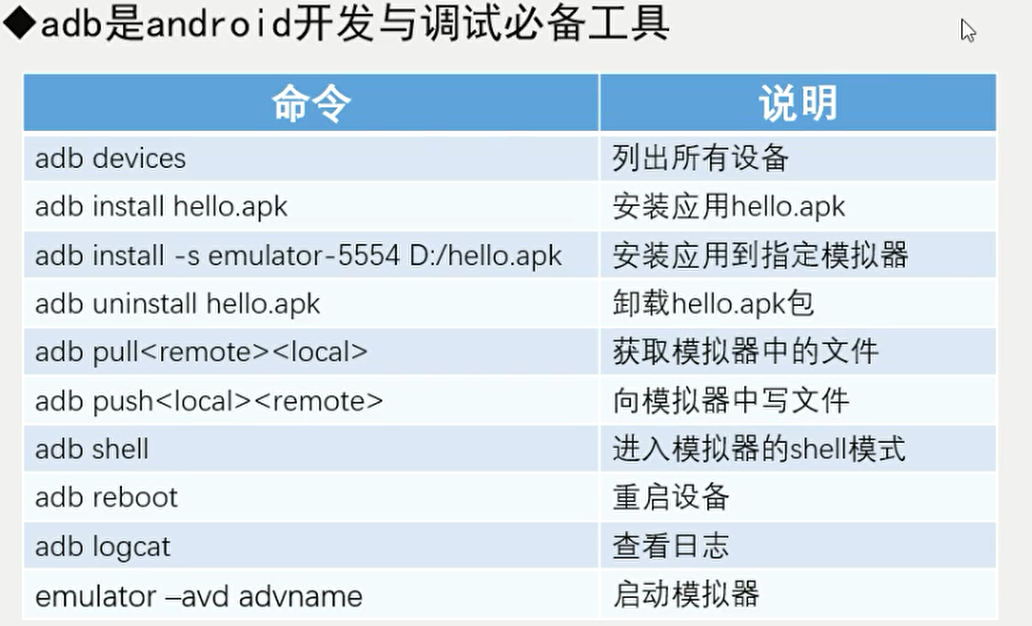 ◆adb是android开发与调试必备工具
命令 说明
adb devices 列出所有设备
adb install hello.apk 安装应用hello.apk
adb install -s emulator-5554 D:/hello.apk 安装应用到指定模拟器
adb uninstall hello.apk 卸载hello.apk包
adb pull<remote><local> 获取模拟器中的文件
adb push<local><remote> 向模拟器中写文件
adb shell 进入模拟器的shell模式
adb reboot 重启设备
adb logcat 查看日志
emulator –avd advname 启动模拟器